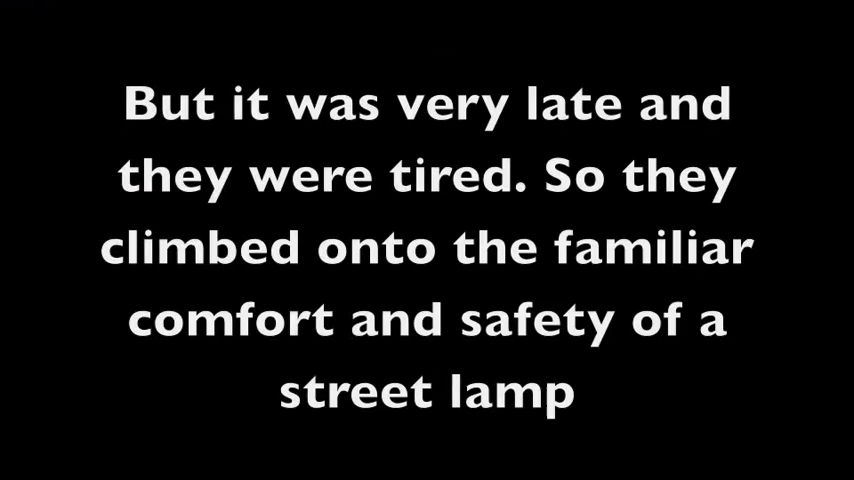 But it was very late and
they were tired. So they
climbed onto the familiar
comfort and safety of a
street lamp